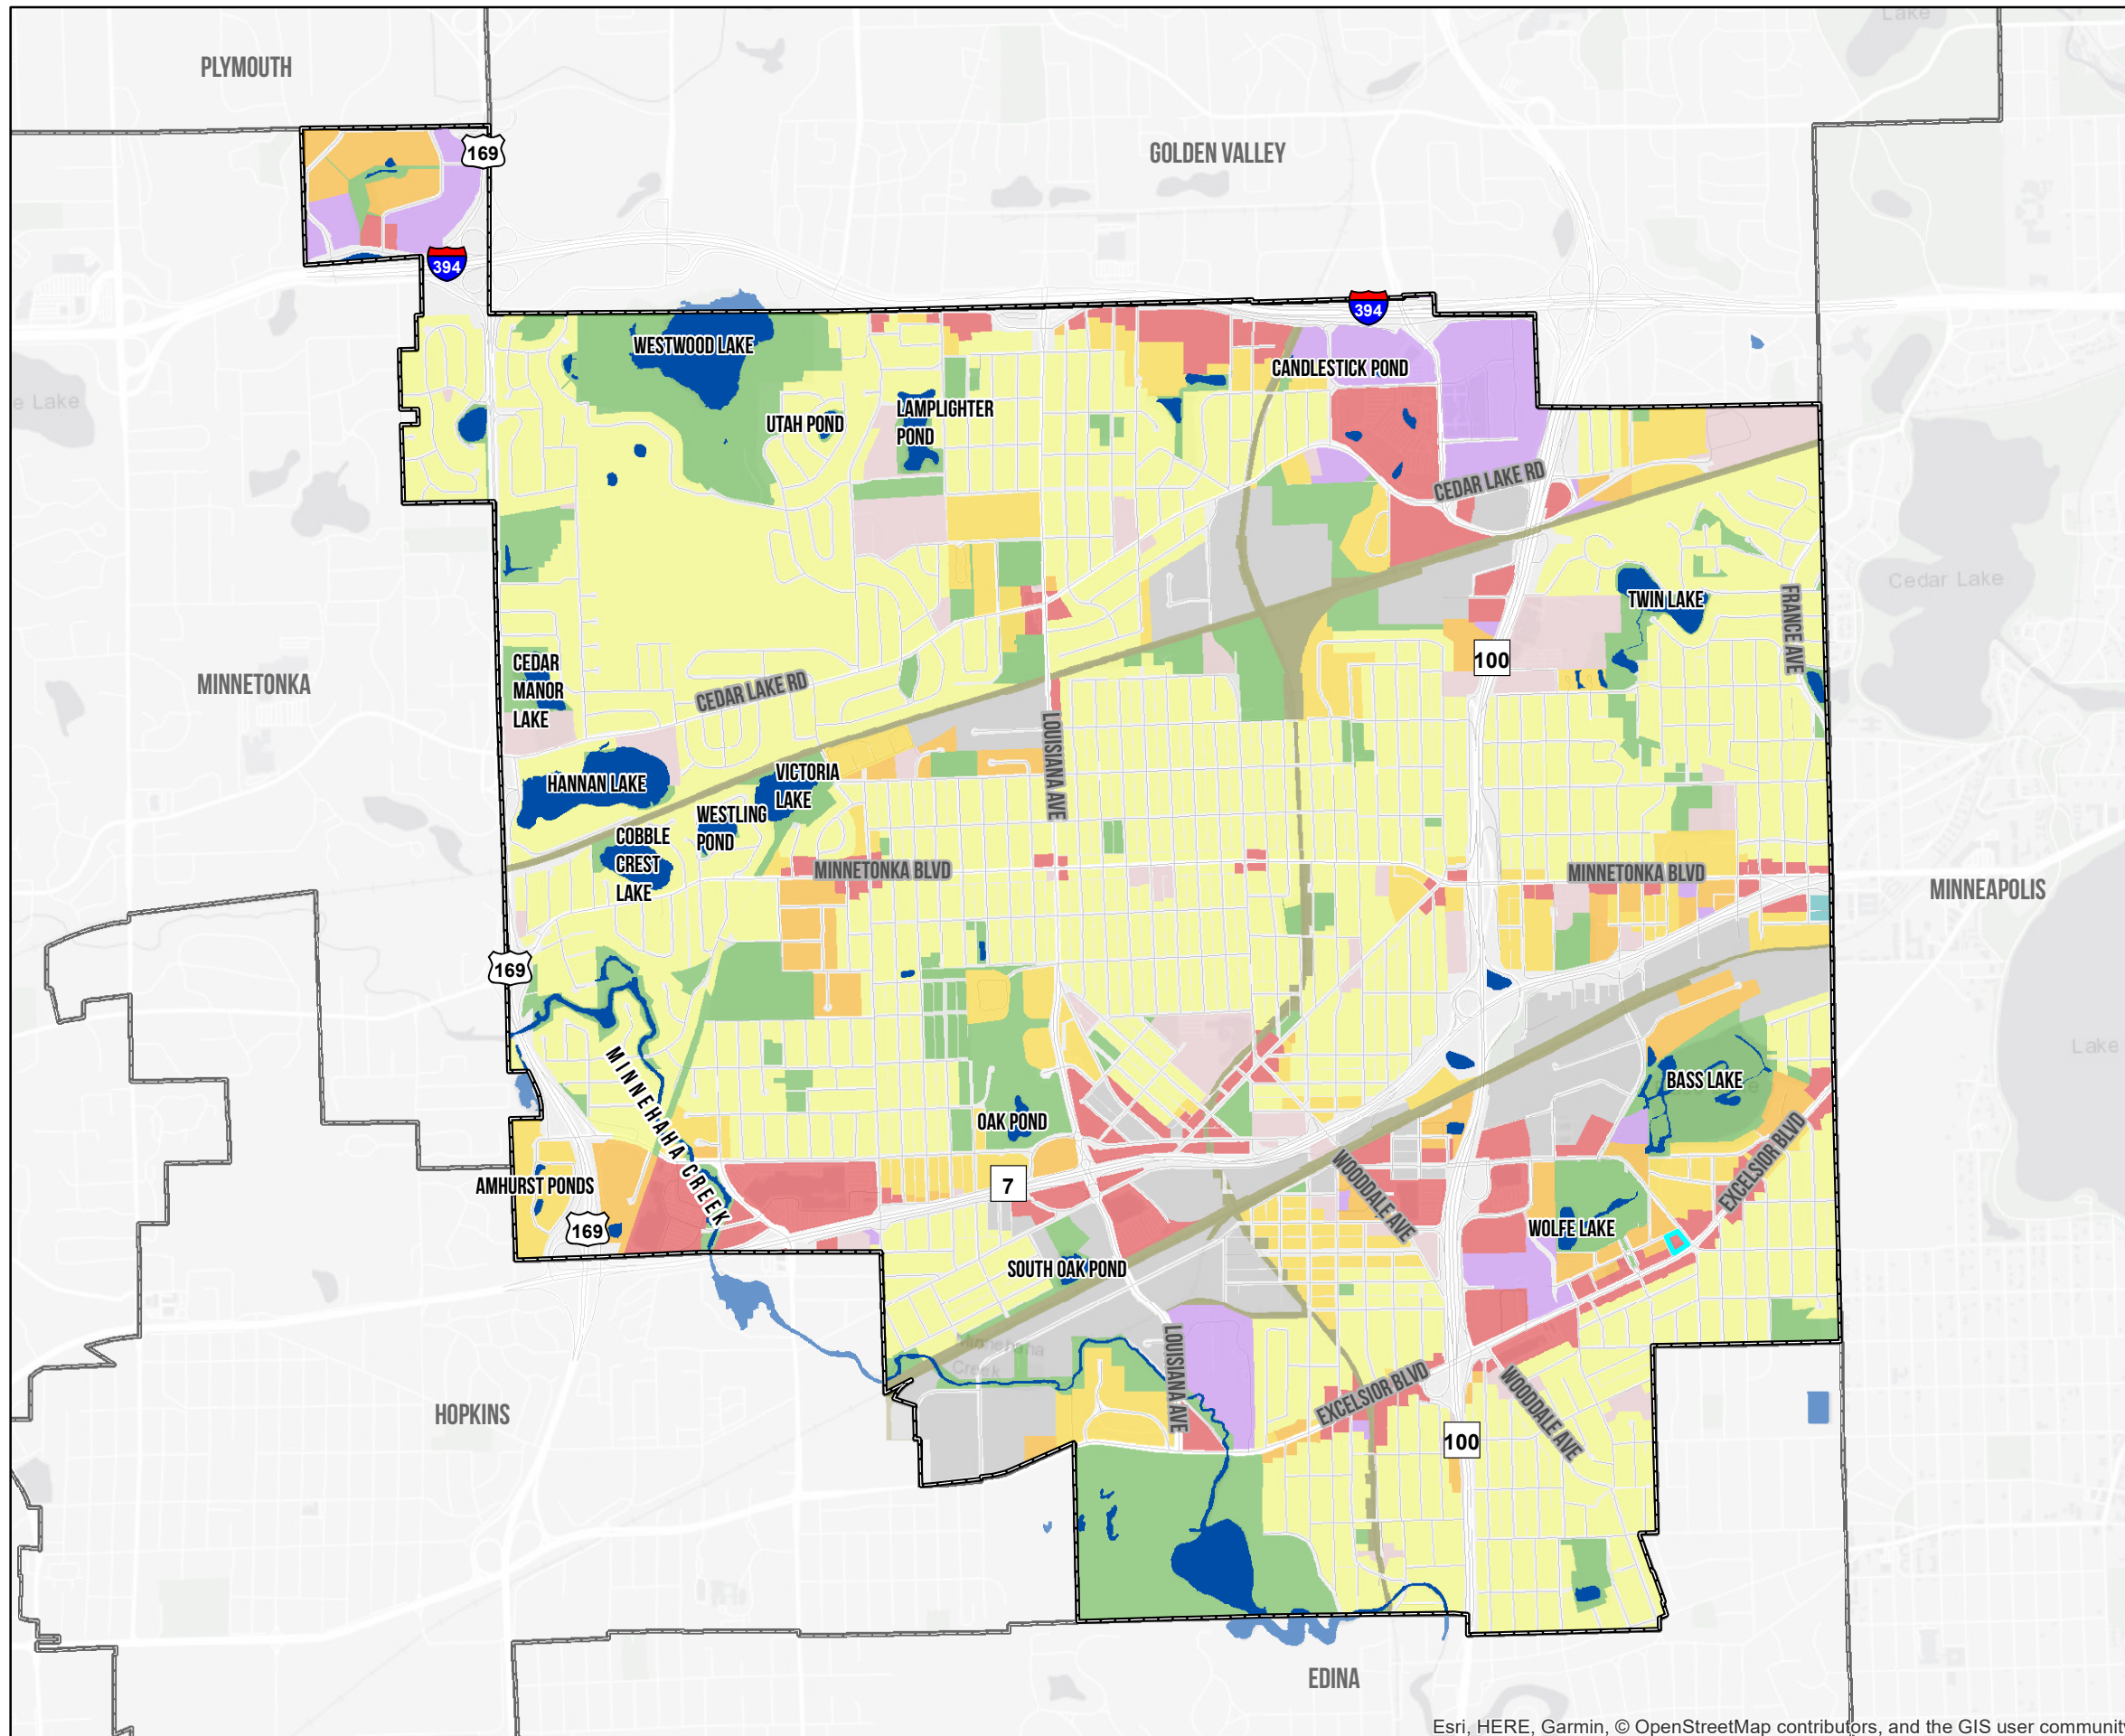 Lake
PLYMOUTH
169
GOLDEN VALLEY
394
394
WESTWOOD LAKE
CANDLESTICK POND
e Lake
LAMPLIGHTER
POND
UTAH POND
CEDAR LAKE RD
Cedar Lake
TWIN LAKE
FRANCE AVE
100
CEDAR
MANOR
LAKE
MINNETONKA
CEDAR LAKE RD
LOUISIANA AVE
HANNAN LAKE
VICTORIA
LAKE
WESTLING
POND
COBBLE
CREST
LAKE
MINNETONKA BLVD
MINNETONKA BLVD
MINNEAPOLIS
169
Lake
MINNEHAHA CREEK
BASS LAKE
OAK POND
EXCELSIOR BLVD
WOODDALE AVE
7
AMHURST PONDS
169
WOLFE LAKE
SOUTH OAK POND
Minnehaha
Creek
LOUISIANA AVE
EXCELSIOR BLVD
WOODDALE AVE
HOPKINS
100
EDINA
Esri, HERE, Garmin, © OpenStreetMap contributors, and the GIS user communit